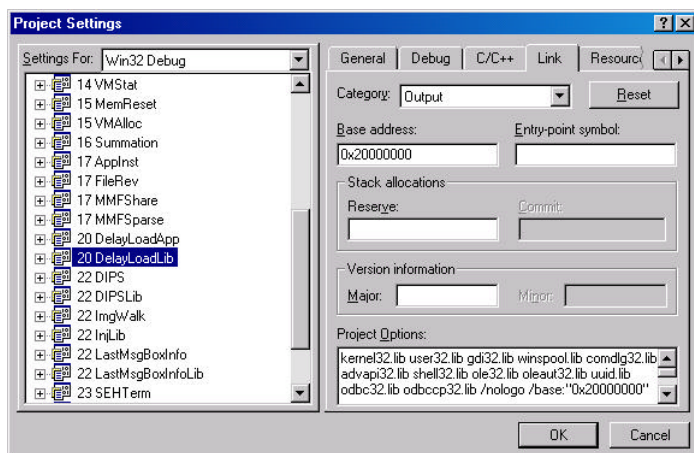 Project Settings
Settings For: Win32 Debug
14 VMStat
15 MemReset
15 VMAlloc
16 Summation
17 AppInst
17 FileRev
17 MMFShare
17 MMFSparse
20 DelayLoadApp
20 DelayLoadLib
22 DIPS
22 DIPSLib
22 ImgWalk
22 InjLib
22 LastMsgBoxInfo
22 LastMsgBoxInfoLib
23 SEHTerm
General Debug C/C++ Link Resourc
Category: Output Reset
Base address: Entry-point symbol:
0x20000000
Stack allocations
Reserve: Commit:
Version information
Major: Minor:
Project Options:
kernel32.lib user32.lib gdi32.lib winspool.lib comdlg32.lib
advapi32.lib shell32.lib ole32.lib oleaut32.lib uuid.lib
odbc32.lib odbccp32.lib /nologo /base:"0x20000000"
OK Cancel